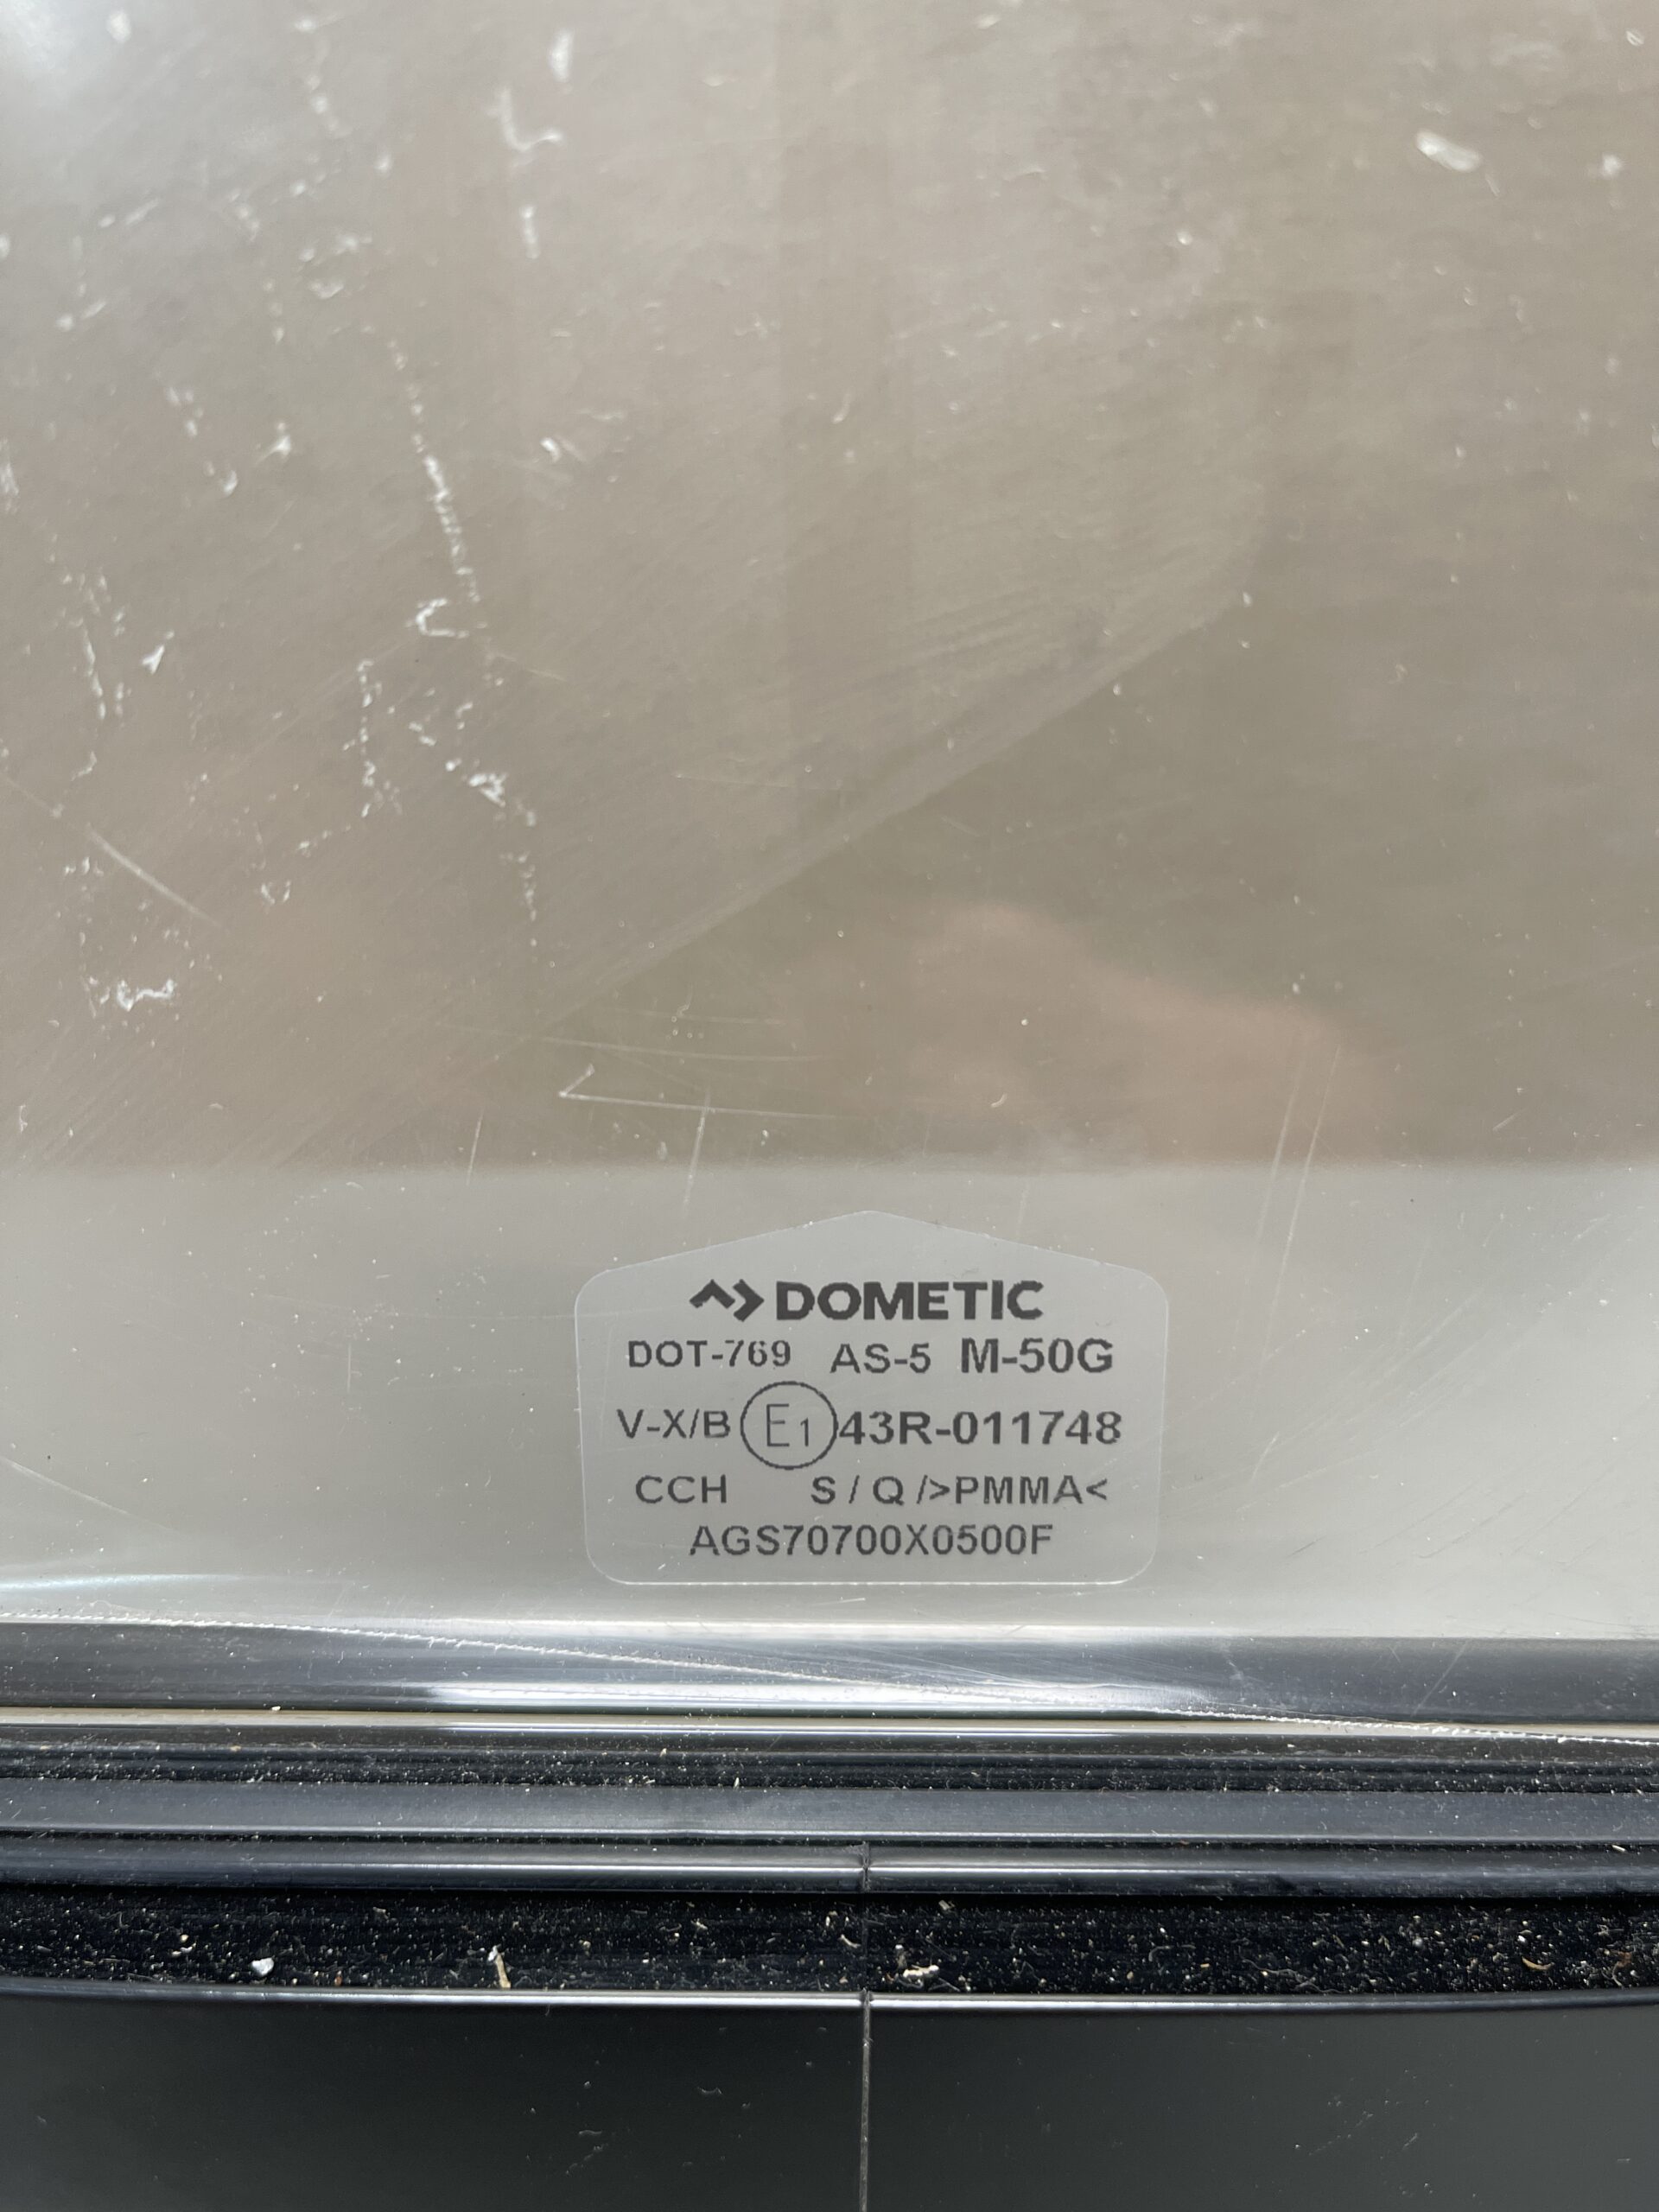 DOMETIC
DOT-769 AS-5 M-50G
V-X/B E1 43R-011748
CCH S / Q />PMMA<
AGS70700X0500F